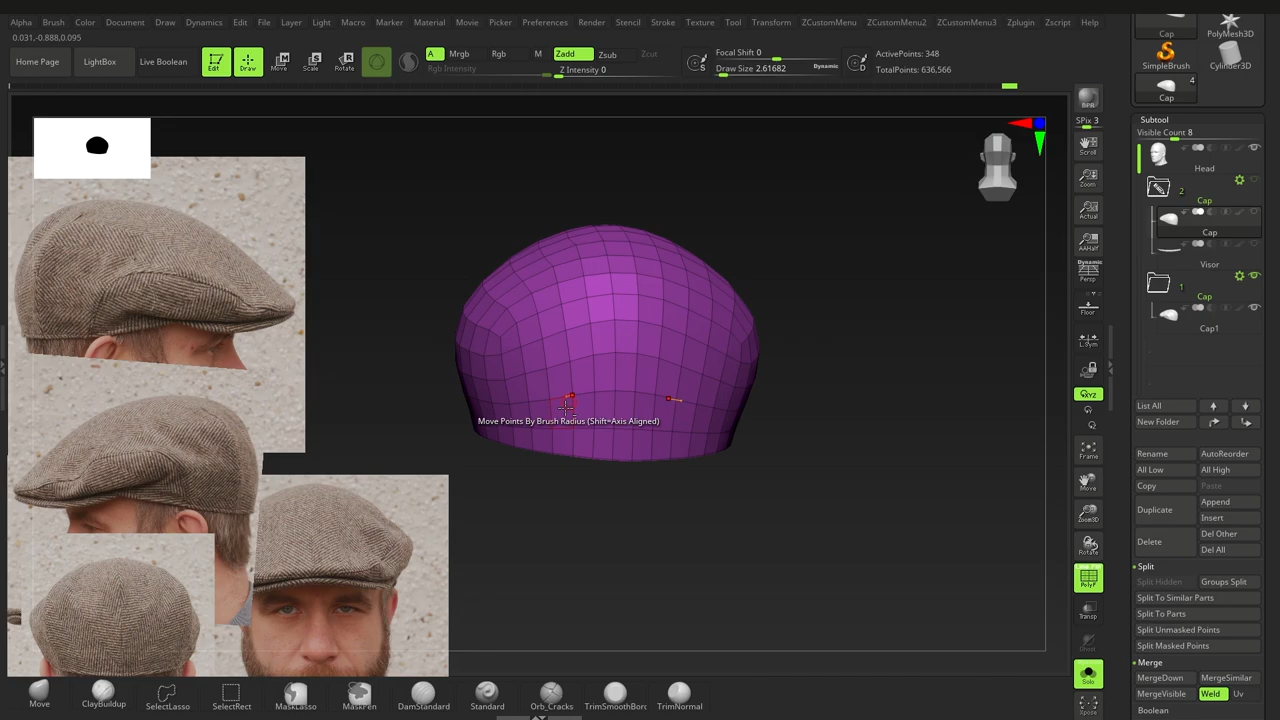 Alpha Brush Color Document Draw Dynamics Edit File Layer Light Macro Marker Material Movie Picker Preferences Render Stencil Stroke Texture Tool Transform ZCustomMenu ZCustomMenu2 ZCustomMenu3 Zplugin Zscript Help
0.031,-0.888,0.095
Home Page LightBox Live Boolean Edit Draw Move Scale Rotate
A Mrgb Rgb M Zadd Zsub Zcut
Rgb Intensity Z Intensity 0
S Focal Shift 0
Draw Size 2.61682 Dynamic D
ActivePoints: 348
TotalPoints: 636,566
Move Points By Brush Radius (Shift=Axis Aligned)
BPR
SPix 3
Scroll
Zoom
Actual
AAHalf
Dynamic
Persp
Floor
L.Sym
XYZ
Frame
Move
Zoom3D
Rotate
PolyF
Transp
Ghost
Solo
Xpose
Cap PolyMesh3D
SimpleBrush Cylinder3D
4
Cap
Subtool
Visible Count 8
Head
2
Cap
Cap
Visor
1
Cap
Cap1
List All
New Folder
Rename AutoReorder
All Low All High
Copy Paste
Duplicate Append
Insert
Delete Del Other
Del All
Split
Split Hidden Groups Split
Split To Similar Parts
Split To Parts
Split Unmasked Points
Split Masked Points
Merge
MergeDown MergeSimilar
MergeVisible Weld Uv
Boolean
Move ClayBuildup SelectLasso SelectRect MaskLasso MaskPen DamStandard Standard Orb_Cracks TrimSmoothBorc TrimNormal